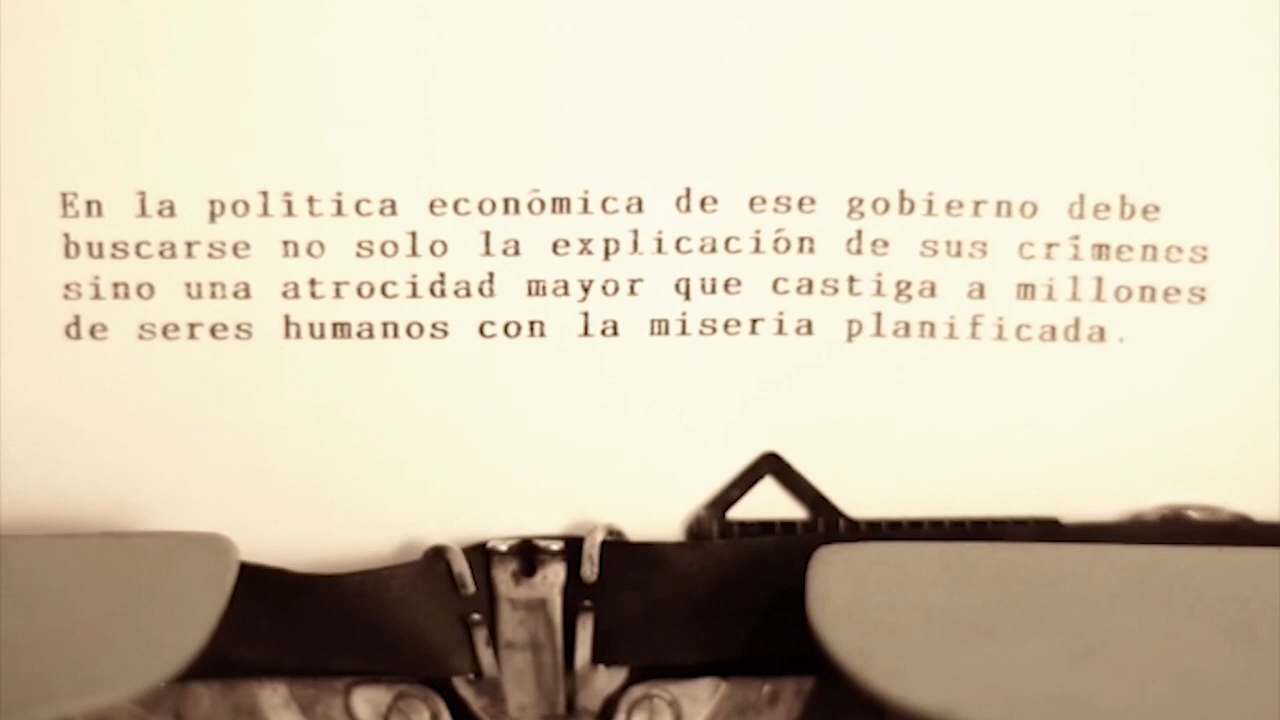 En la política económica de ese gobierno debe
buscarse no solo la explicación de sus crímenes
sino una atrocidad mayor que castiga a millones
de seres humanos con la miseria planificada.